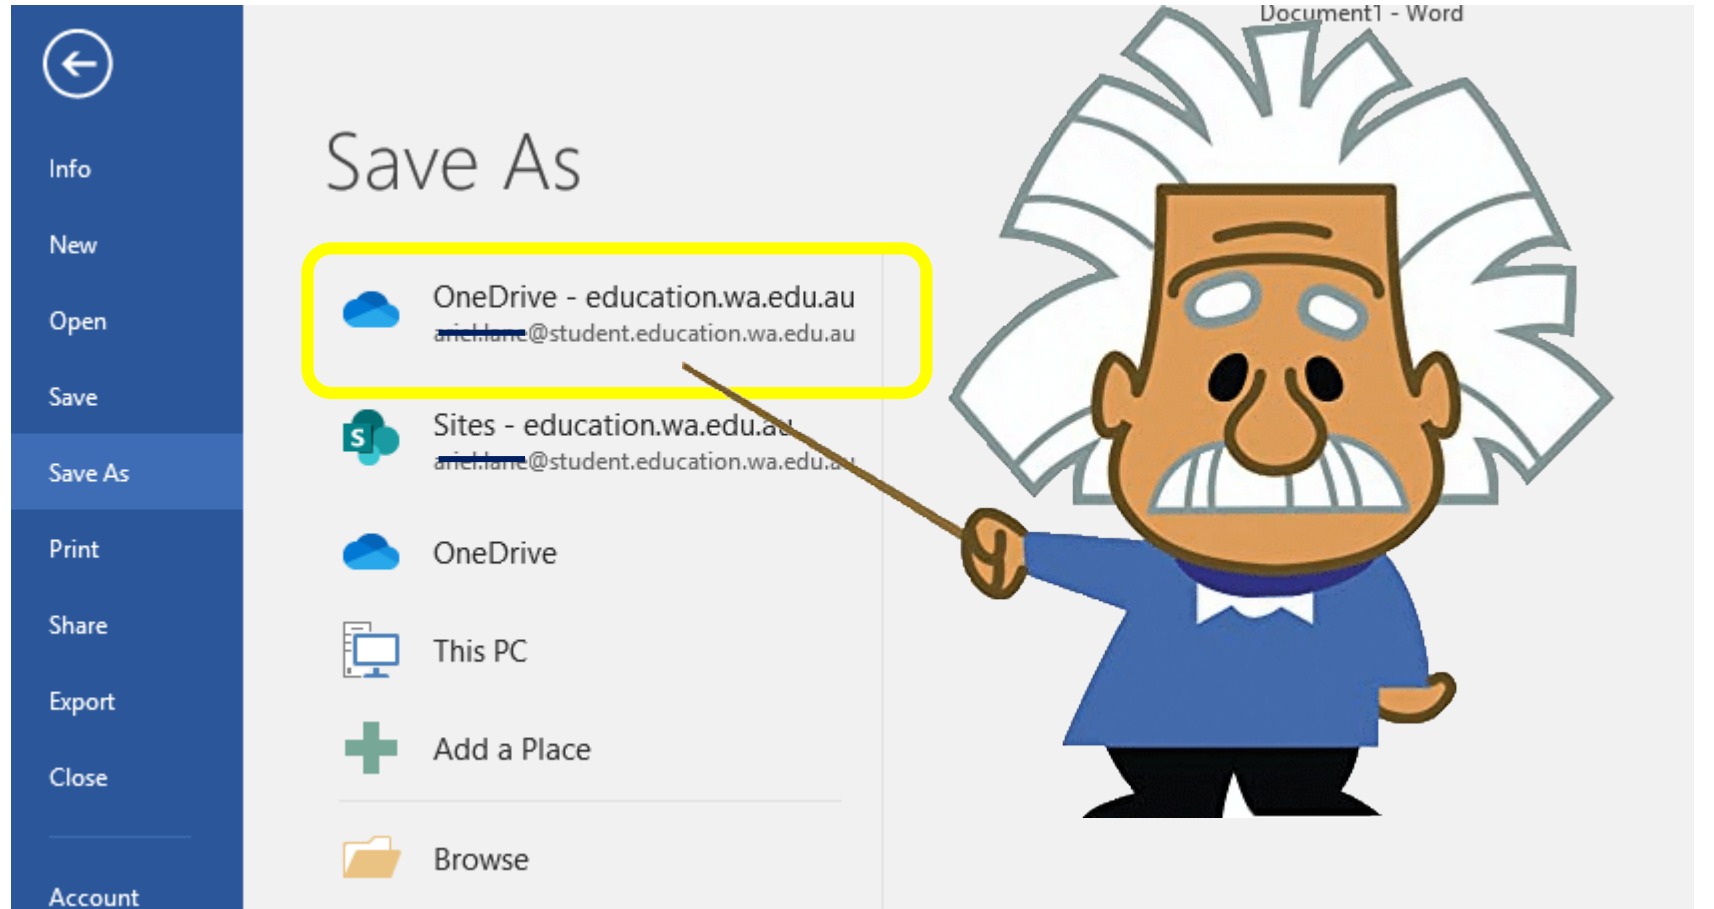 Document1 - Word
Info
New
Open
Save
Save As
Print
Share
Export
Close
Account
Save As
OneDrive - education.wa.edu.au
@student.education.wa.edu.au
Sites - education.wa.edu.au
@student.education.wa.edu.au
OneDrive
This PC
Add a Place
Browse